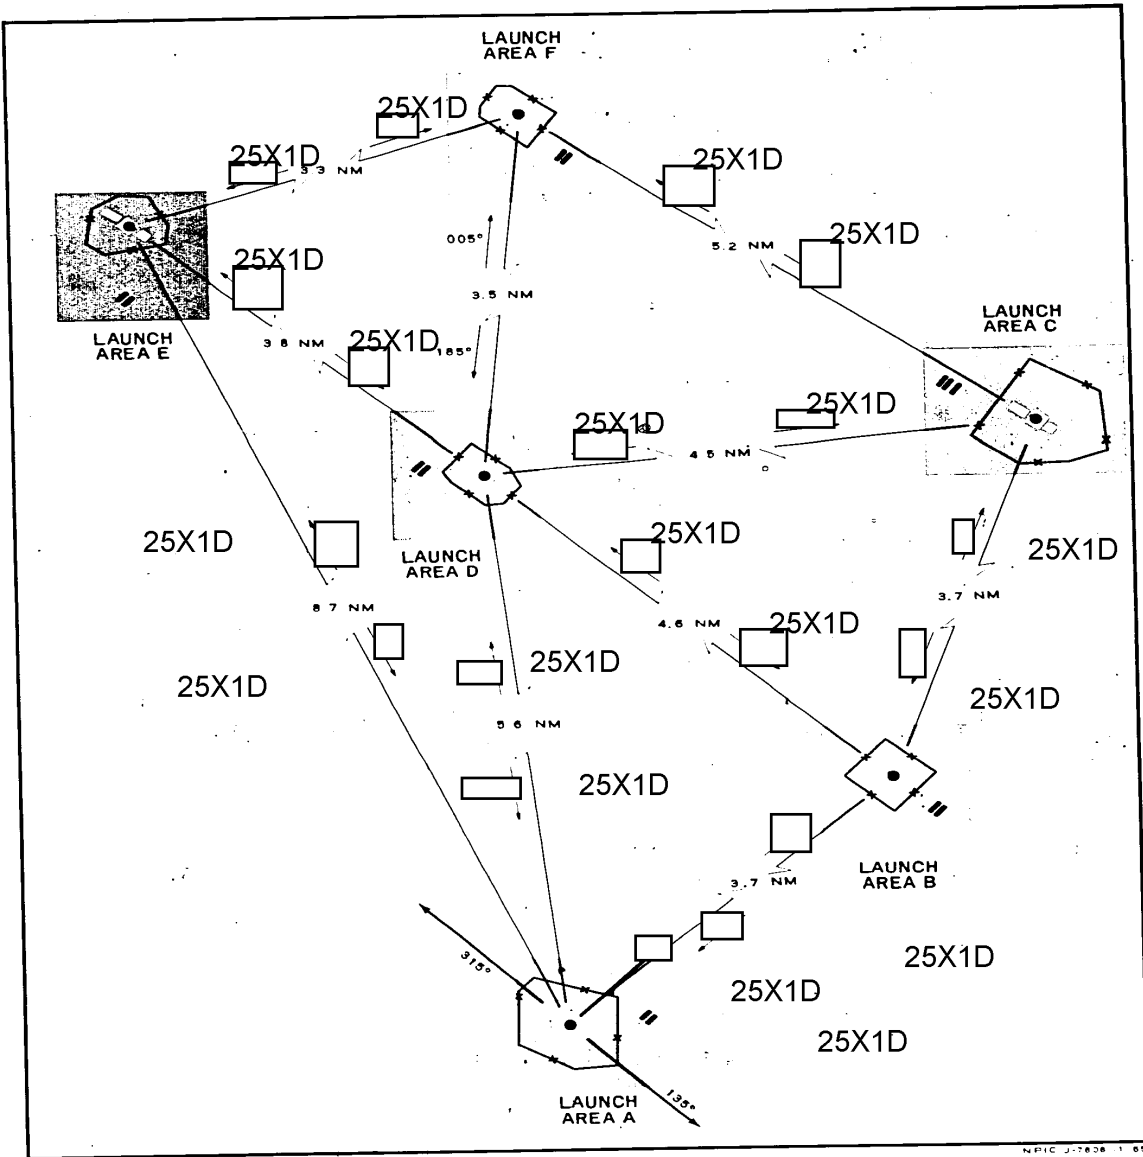 LAUNCH
AREA F
25X1D
25X1D
3.3 NM
25X1D
005°
5.2 NM
25X1D
25X1D
3.5 NM
LAUNCH
AREA C
LAUNCH
AREA E
3 8 NM
25X1D
185°
25X1D
25X1D
4 5 NM
25X1D
25X1D
25X1D
LAUNCH
AREA D
8 7 NM
3.7 NM
4.6 NM
25X1D
25X1D
25X1D
25X1D
5 6 NM
25X1D
3.7 NM
LAUNCH
AREA B
315°
25X1D
25X1D
25X1D
135°
LAUNCH
AREA A